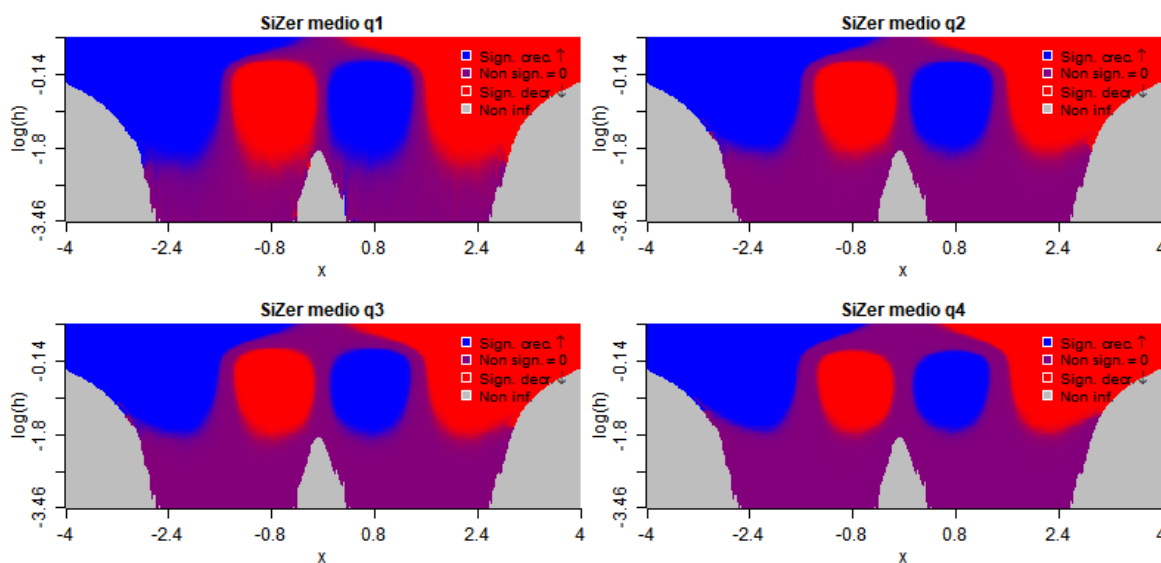 SiZer medio q1
Sign. crec. ↑
Non sign. ≠ 0
Sign. decr. ↓
Non inf.
log(h)
-0.14
-1.8
-3.46
-4 -2.4 -0.8 0.8 2.4 4
x
SiZer medio q2
Sign. crec. ↑
Non sign. ≠ 0
Sign. decr. ↓
Non inf.
log(h)
-0.14
-1.8
-3.46
-4 -2.4 -0.8 0.8 2.4 4
x
SiZer medio q3
Sign. crec. ↑
Non sign. ≠ 0
Sign. decr. ↓
Non inf.
log(h)
-0.14
-1.8
-3.46
-4 -2.4 -0.8 0.8 2.4 4
x
SiZer medio q4
Sign. crec. ↑
Non sign. ≠ 0
Sign. decr. ↓
Non inf.
log(h)
-0.14
-1.8
-3.46
-4 -2.4 -0.8 0.8 2.4 4
x